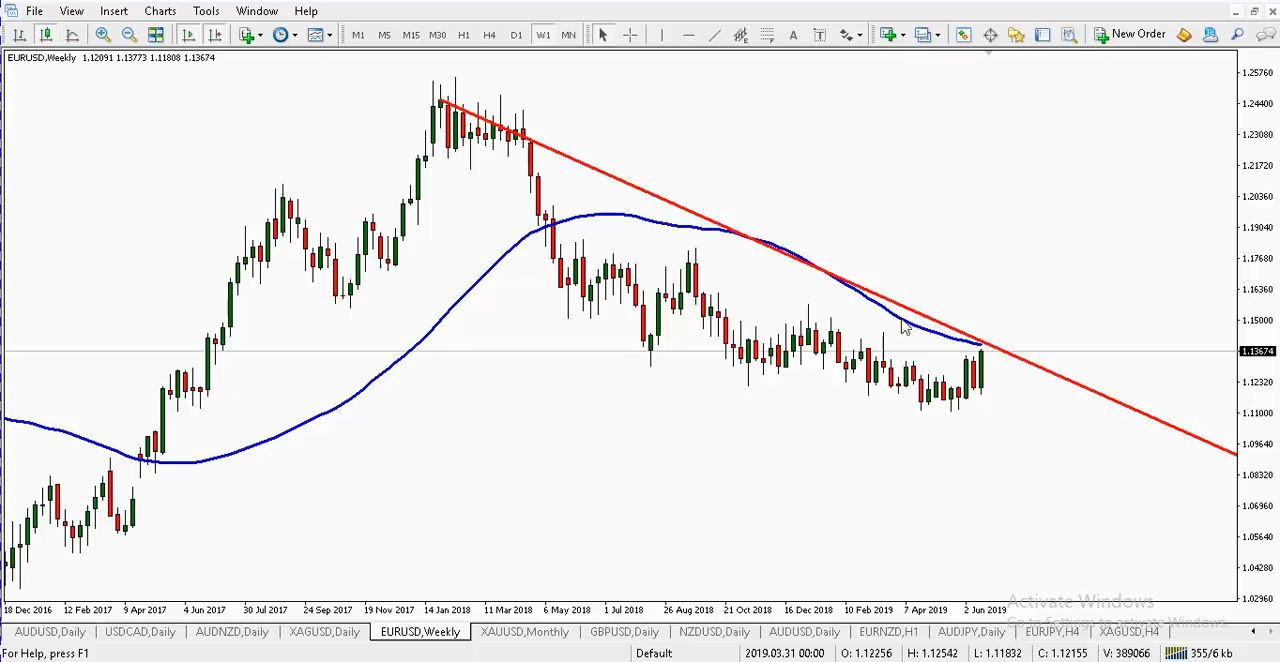 File View Insert Charts Tools Window Help
M1 M5 M15 M30 H1 H4 D1 W1 MN A T New Order
EURUSD,Weekly 1.12091 1.13773 1.11808 1.13674
1.25760
1.24400
1.23080
1.21720
1.20360
1.19040
1.17680
1.16360
1.15000
1.13674
1.12320
1.11000
1.09640
1.08320
1.06960
1.05640
1.04280
1.02960
18 Dec 2016 12 Feb 2017 9 Apr 2017 4 Jun 2017 30 Jul 2017 24 Sep 2017 19 Nov 2017 14 Jan 2018 11 Mar 2018 6 May 2018 1 Jul 2018 26 Aug 2018 21 Oct 2018 16 Dec 2018 10 Feb 2019 7 Apr 2019 2 Jun 2019
Activate Windows
Go to Settings to activate Windows.
AUDUSD,Daily USDCAD,Daily AUDNZD,Daily XAGUSD,Daily EURUSD,Weekly XAUUSD,Monthly GBPUSD,Daily NZDUSD,Daily AUDUSD,Daily EURNZD,H1 AUDJPY,Daily EURJPY,H4 XAGUSD,H4
For Help, press F1 Default 2019.03.31 00:00 O: 1.12256 H: 1.12542 L: 1.11832 C: 1.12155 V: 389066 355/6 kb